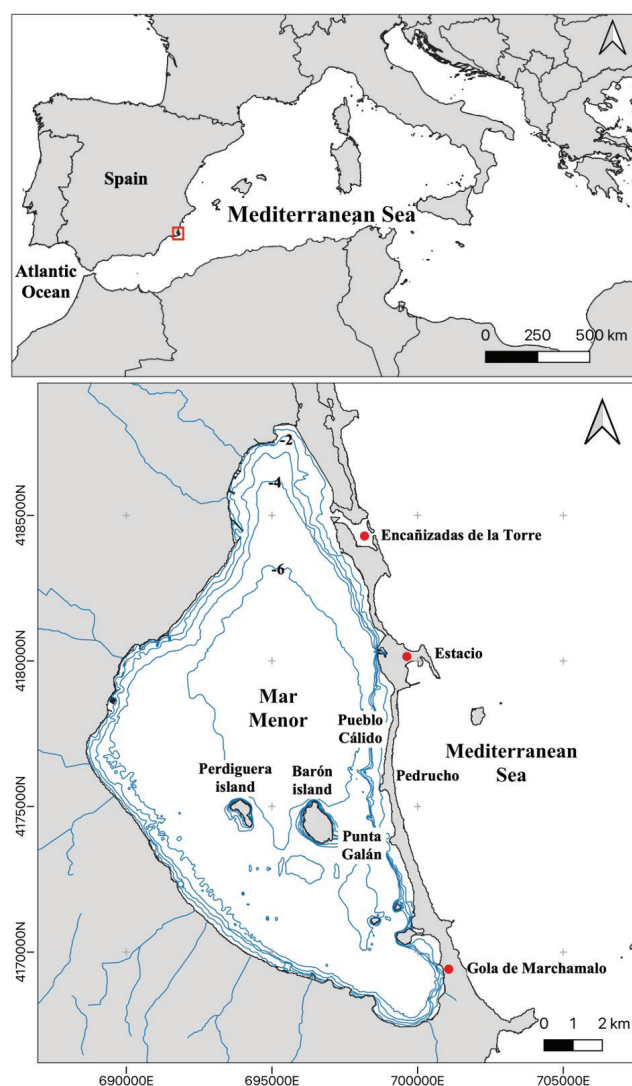 Spain
Mediterranean Sea
Atlantic
Ocean
0 250 500 km
-2
-4
-6
4185000N
Encañizadas de la Torre
4180000N
Estacio
Mar
Menor
Pueblo
Cálido
Mediterranean
Sea
Perdiguera
island
Barón
island
Pedrucho
4175000N
Punta
Galán
4170000N
Gola de Marchamalo
0 1 2 km
690000E 695000E 700000E 705000E